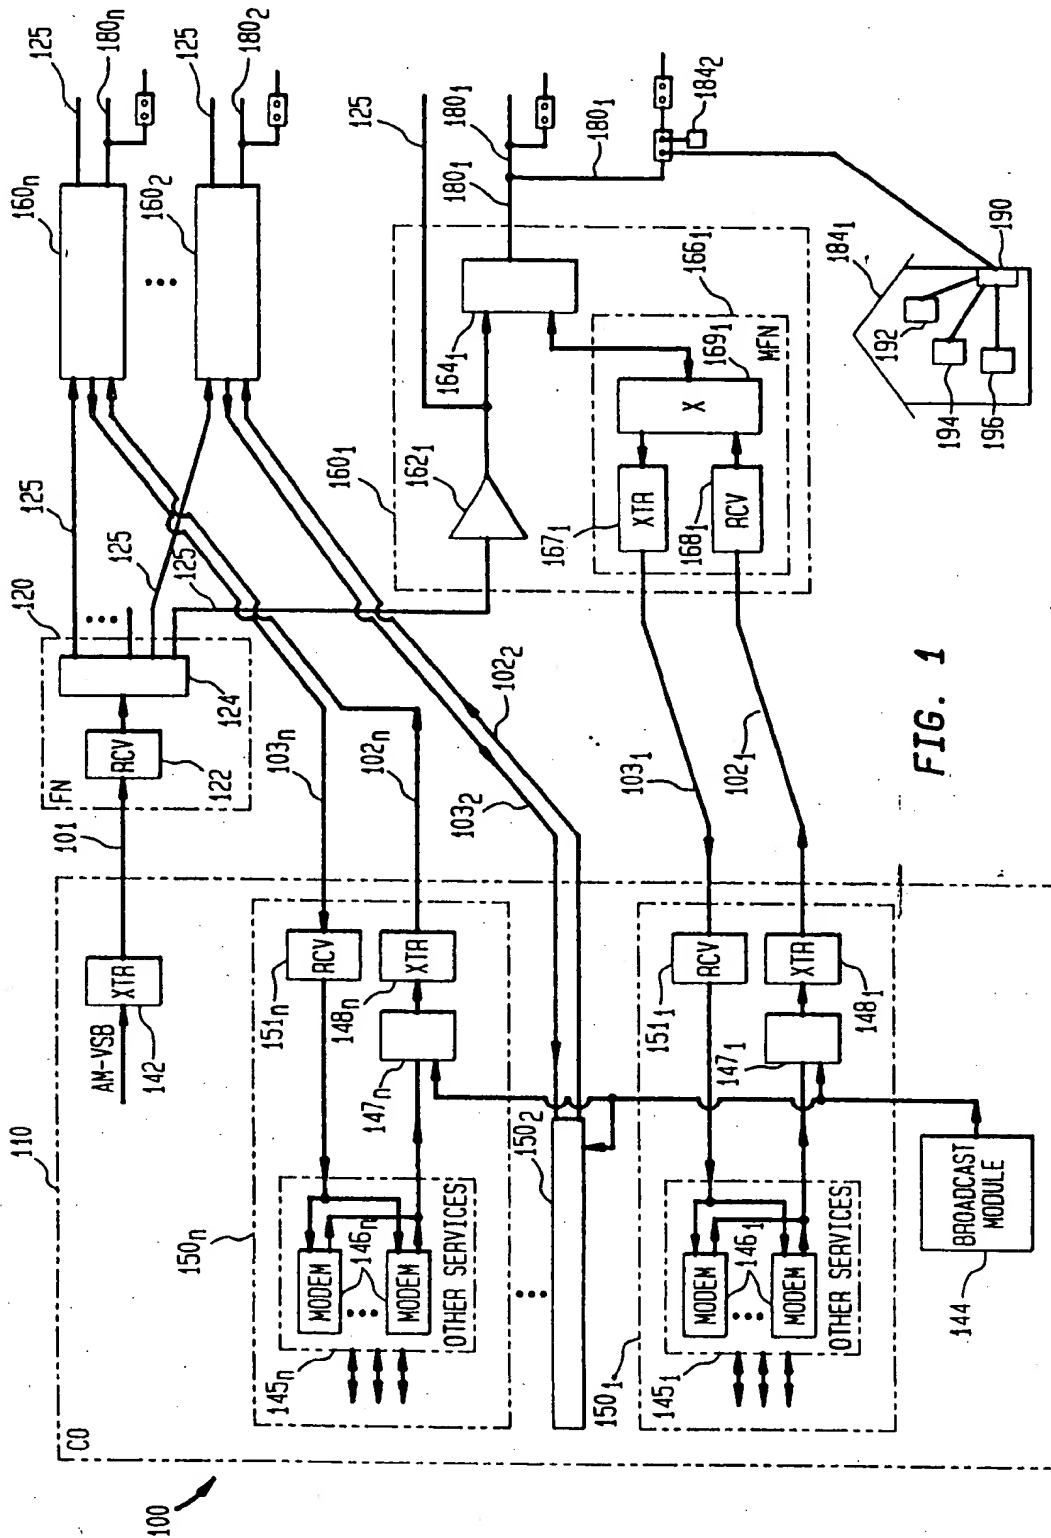 FIG. 1
100
110
CO
AM-VSB
XTR
142
101
120
FN
RCV
122
124
125
125
125
160n
125
180n
160₂
125
180₂
150n
145n
MODEM
146n
MODEM
OTHER SERVICES
151n
RCV
148n
XTR
147n
103n
102n
150₂
103₂
102₂
150₁
145₁
MODEM
146₁
MODEM
OTHER SERVICES
151₁
RCV
147₁
XTR
148₁
103₁
102₁
BROADCAST
MODULE
144
160₁
162₁
164₁
125
180₁
180₁
180₁
184₂
166₁
MFN
167₁
XTR
168₁
RCV
X
169₁
184₁
190
192
194
196